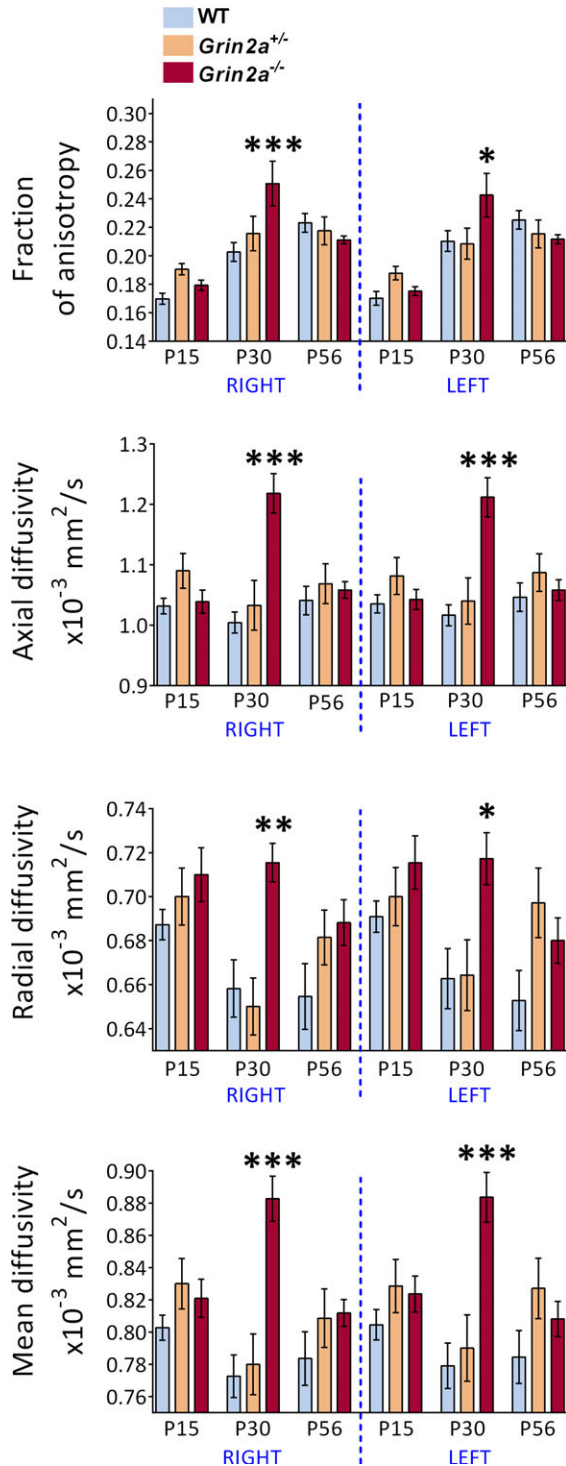 WT
Grin2a+/-
Grin2a-/-
Fraction
of anisotropy
0.30
0.28
0.26
0.24
0.22
0.20
0.18
0.16
0.14
*** *
P15 P30 P56 P15 P30 P56
RIGHT LEFT
Axial diffusivity
x10-3 mm2/s
1.3
1.2
1.1
1.0
0.9
*** ***
P15 P30 P56 P15 P30 P56
RIGHT LEFT
Radial diffusivity
x10-3 mm2/s
0.74
0.72
0.70
0.68
0.66
0.64
** *
P15 P30 P56 P15 P30 P56
RIGHT LEFT
Mean diffusivity
x10-3 mm2/s
0.90
0.88
0.86
0.84
0.82
0.80
0.78
0.76
*** ***
P15 P30 P56 P15 P30 P56
RIGHT LEFT